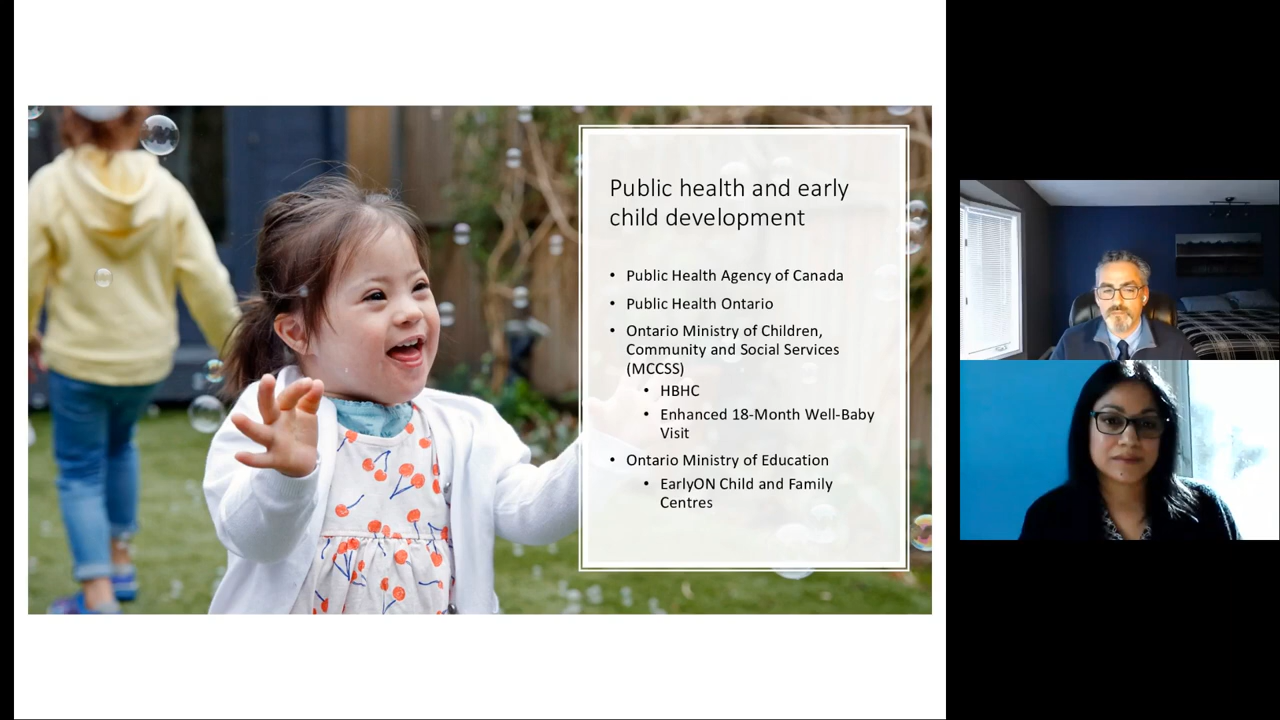 Public health and early
child development
• Public Health Agency of Canada
• Public Health Ontario
• Ontario Ministry of Children,
Community and Social Services
(MCCSS)
• HBHC
• Enhanced 18-Month Well-Baby
Visit
• Ontario Ministry of Education
• EarlyON Child and Family
Centres